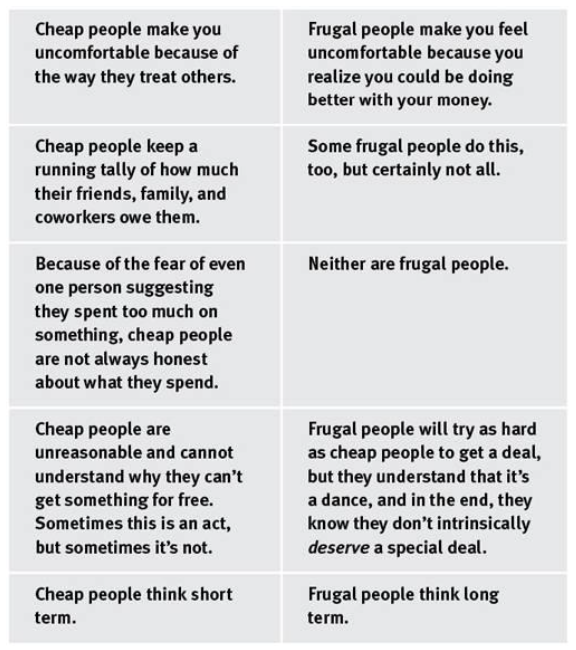 Cheap people make you
uncomfortable because of
the way they treat others.
Frugal people make you feel
uncomfortable because you
realize you could be doing
better with your money.
Cheap people keep a
running tally of how much
their friends, family, and
coworkers owe them.
Some frugal people do this,
too, but certainly not all.
Because of the fear of even
one person suggesting
they spent too much on
something, cheap people
are not always honest
about what they spend.
Neither are frugal people.
Cheap people are
unreasonable and cannot
understand why they can't
get something for free.
Sometimes this is an act,
but sometimes it's not.
Frugal people will try as hard
as cheap people to get a deal,
but they understand that it's
a dance, and in the end, they
know they don't intrinsically
deserve a special deal.
Cheap people think short
term.
Frugal people think long
term.